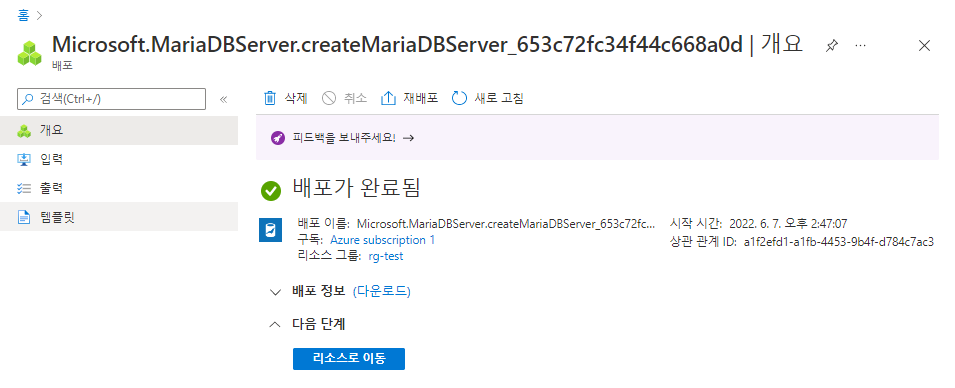 홈
Microsoft.MariaDBServer.createMariaDBServer_653c72fc34f44c668a0d | 개요
배포
검색(Ctrl+/)
개요
입력
출력
템플릿
삭제 취소 재배포 새로 고침
피드백을 보내주세요! →
배포가 완료됨
배포 이름: Microsoft.MariaDBServer.createMariaDBServer_653c72fc...
구독: Azure subscription 1
리소스 그룹: rg-test
시작 시간: 2022. 6. 7. 오후 2:47:07
상관 관계 ID: a1f2efd1-a1fb-4453-9b4f-d784c7ac3
배포 정보 (다운로드)
다음 단계
리소스로 이동